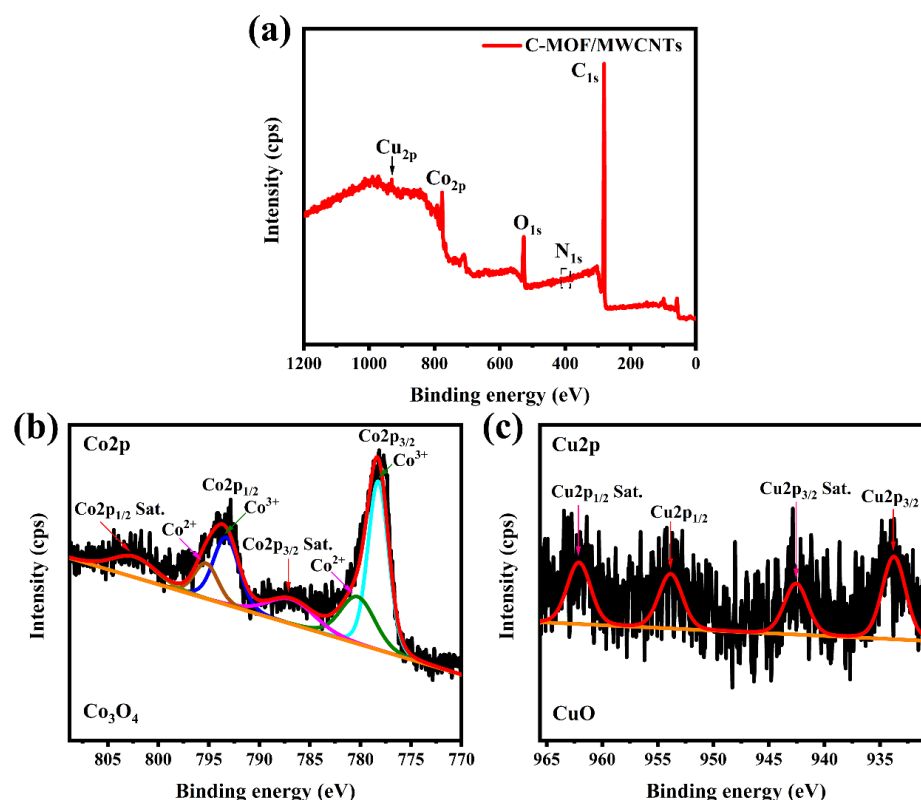 (a)
C-MOF/MWCNTs
C1s
Cu2p
Co2p
O1s
N1s
Intensity (cps)
1200 1000 800 600 400 200 0
Binding energy (eV)
(b)
Co2p
Co2p3/2
Co3+
Co2p1/2
Co3+
Co2p1/2 Sat.
Co2+
Co2p3/2 Sat.
Co2+
Intensity (cps)
Co3O4
805 800 795 790 785 780 775 770
Binding energy (eV)
(c)
Cu2p
Cu2p1/2 Sat.
Cu2p1/2
Cu2p3/2 Sat.
Cu2p3/2
Intensity (cps)
CuO
965 960 955 950 945 940 935
Binding energy (eV)